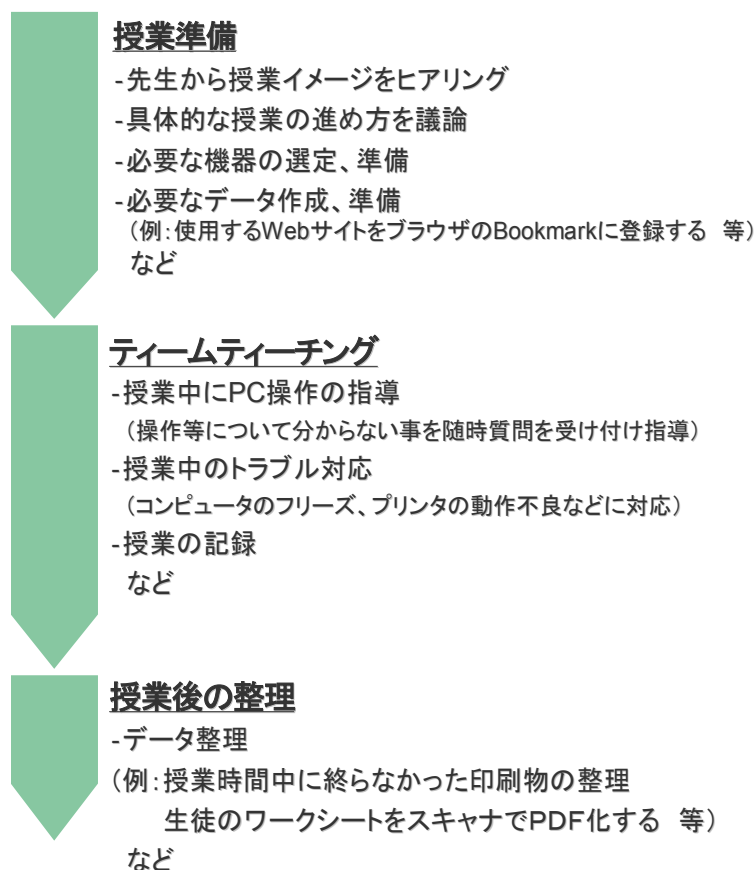 授業準備
-先生から授業イメージをヒアリング
-具体的な授業の進め方を議論
-必要な機器の選定、準備
-必要なデータ作成、準備
（例：使用するWebサイトをブラウザのBookmarkに登録する　等）
など
ティームティーチング
-授業中にPC操作の指導
（操作等について分からない事を随時質問を受け付け指導）
-授業中のトラブル対応
（コンピュータのフリーズ、プリンタの動作不良などに対応）
-授業の記録
など
授業後の整理
-データ整理
（例：授業時間中に終らなかった印刷物の整理
生徒のワークシートをスキャナでPDF化する　等）
など